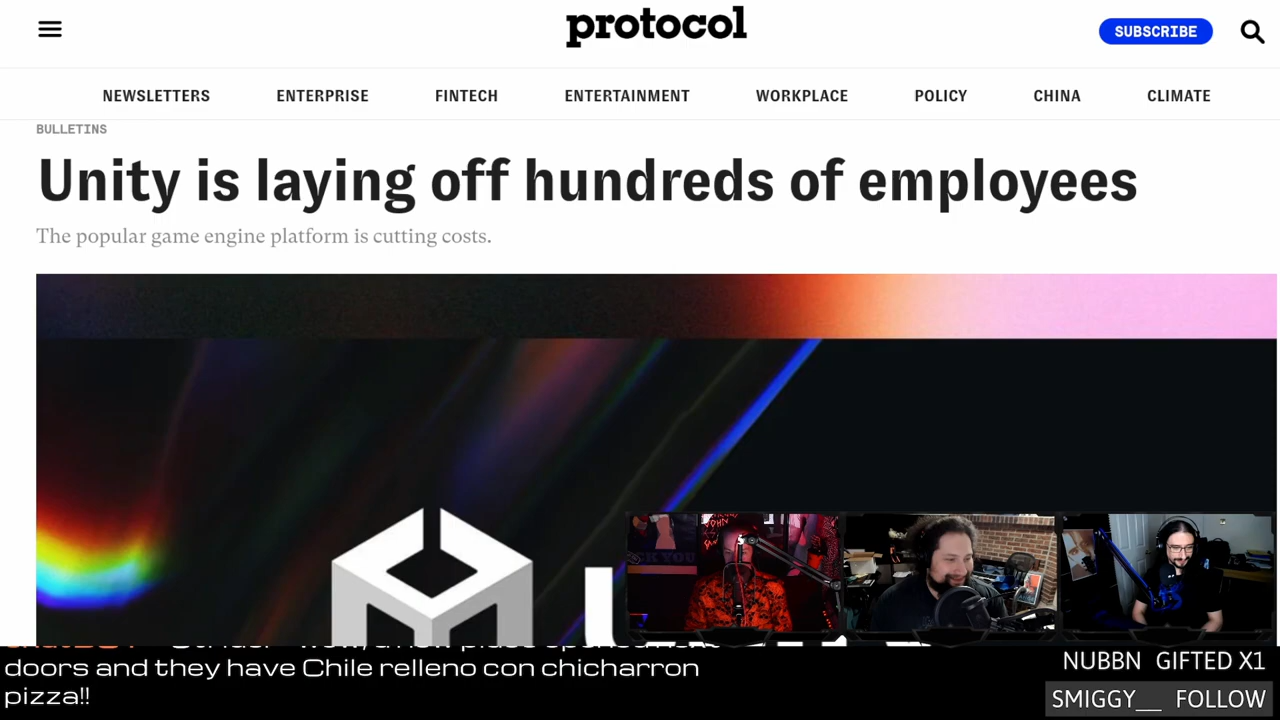 protocol
SUBSCRIBE
NEWSLETTERS ENTERPRISE FINTECH ENTERTAINMENT WORKPLACE POLICY CHINA CLIMATE
BULLETINS
Unity is laying off hundreds of employees
The popular game engine platform is cutting costs.
doors and they have Chile relleno con chicharron
pizza!!
NUBBN GIFTED X1
SMIGGY__ FOLLOW